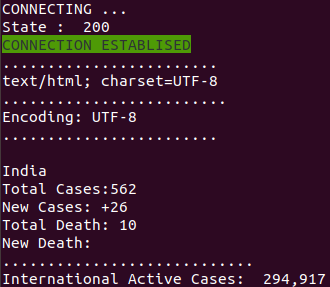 CONNECTING ...
State :  200
CONNECTION ESTABLISED
........................
text/html; charset=UTF-8
.........................
Encoding: UTF-8
........................
India
Total Cases:562
New Cases: +26
Total Death: 10
New Death:
............................
International Active Cases:  294,917